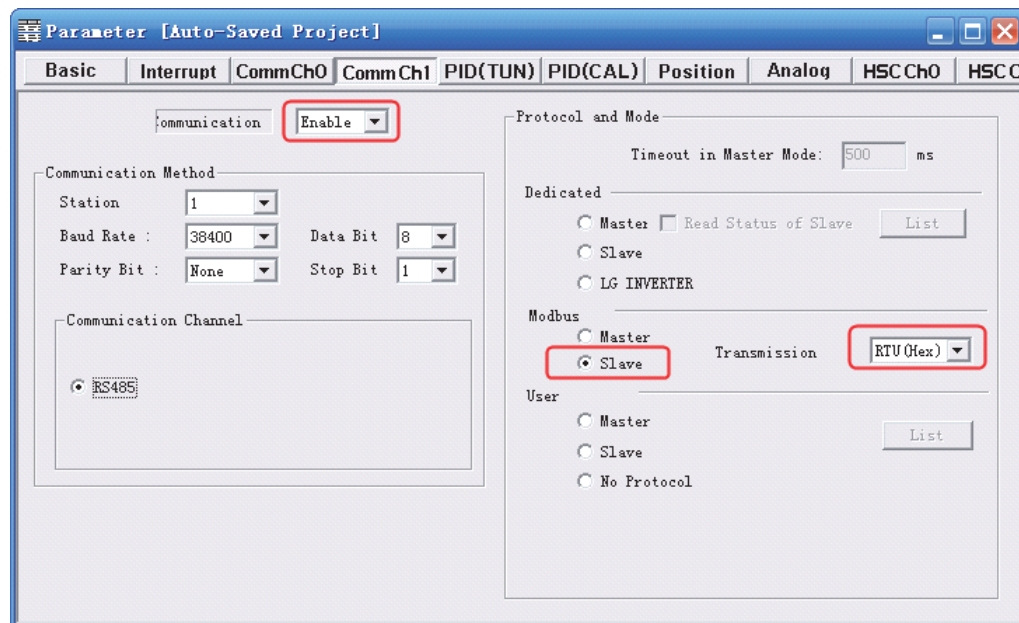 Parameter [Auto-Saved Project]
Basic Interrupt CommCh0 CommCh1 PID(TUN) PID(CAL) Position Analog HSCCh0 HSCC
ommunication Enable
Communication Method
Station 1
Baud Rate : 38400 Data Bit 8
Parity Bit : None Stop Bit 1
Communication Channel
RS485
Protocol and Mode
Timeout in Master Mode: 500 ms
Dedicated
Master Read Status of Slave List
Slave
LG INVERTER
Modbus
Master
Slave Transmission RTU(Hex)
User
Master
List
Slave
No Protocol